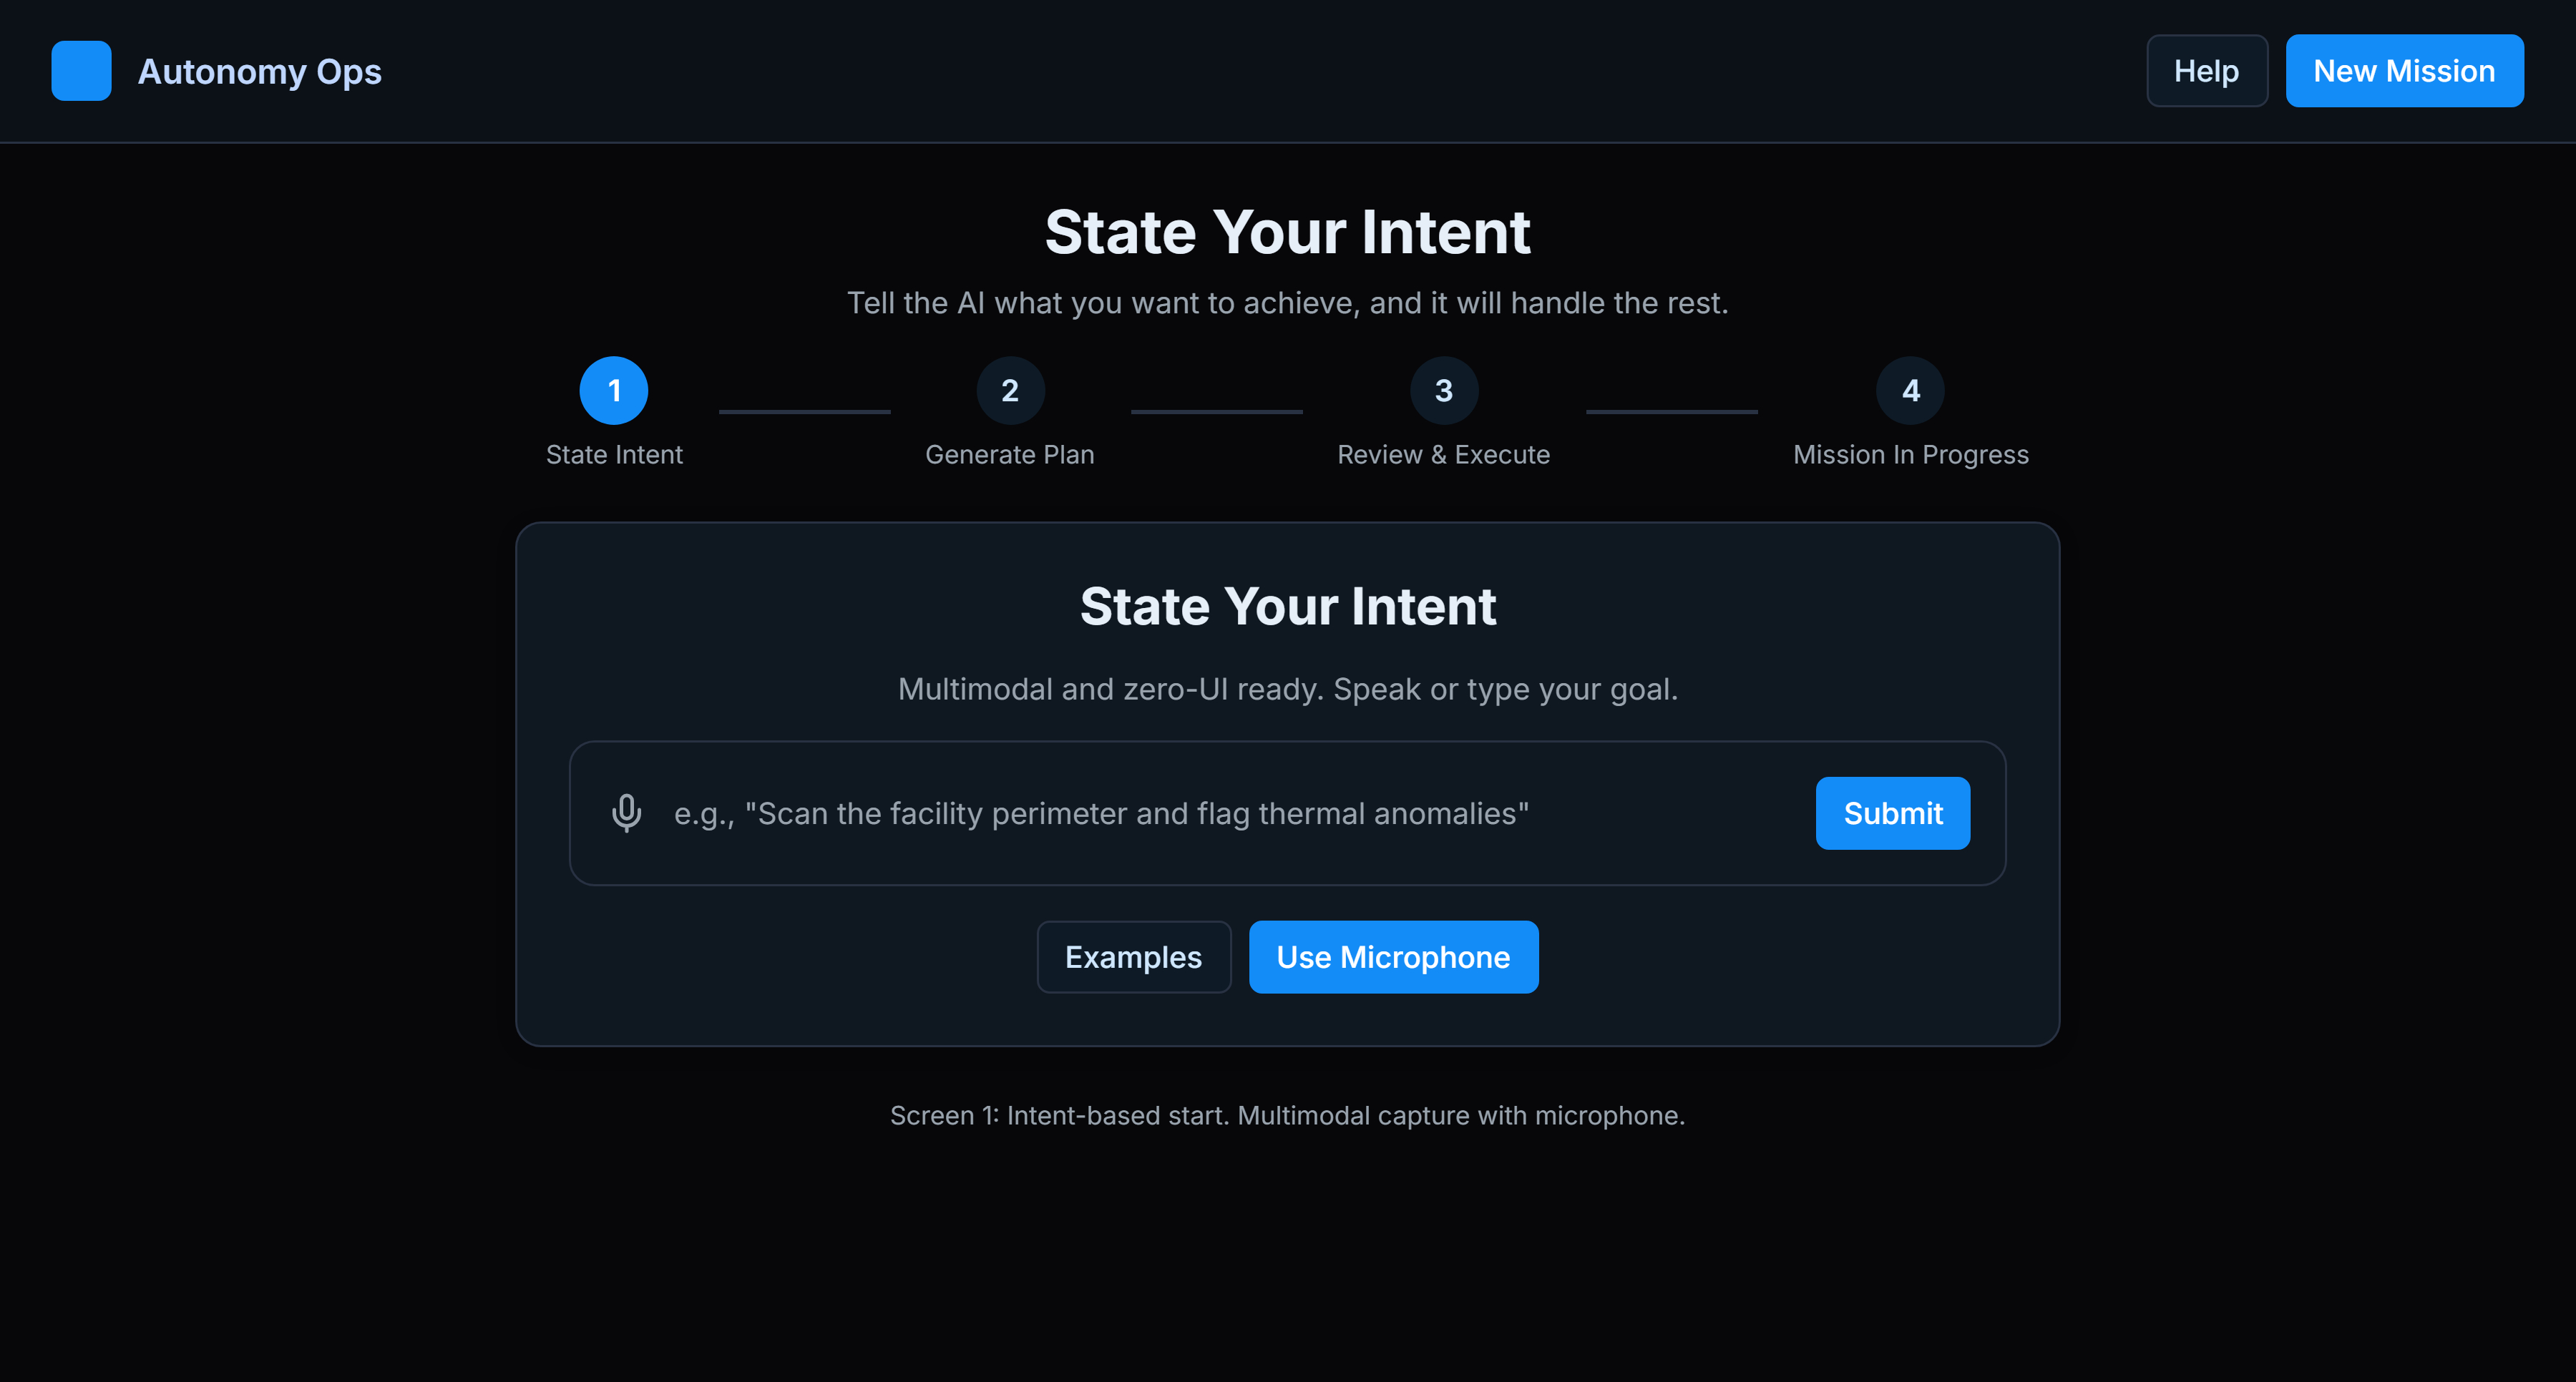 Autonomy Ops
Help
New Mission
State Your Intent
Tell the AI what you want to achieve, and it will handle the rest.
1
2
3
4
State Intent
Generate Plan
Review & Execute
Mission In Progress
State Your Intent
Multimodal and zero-UI ready. Speak or type your goal.
e.g., "Scan the facility perimeter and flag thermal anomalies"
Submit
Examples
Use Microphone
Screen 1: Intent-based start. Multimodal capture with microphone.